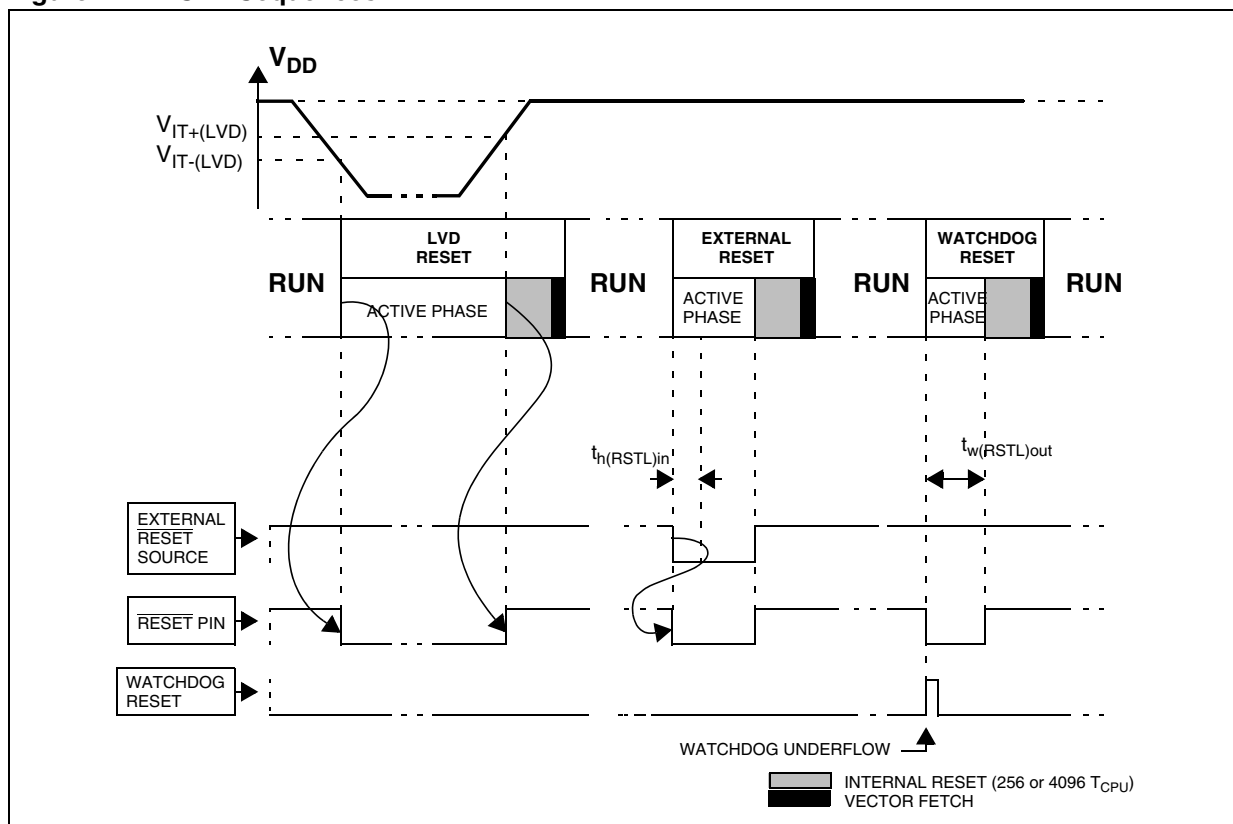 V_DD
V_IT+(LVD)
V_IT-(LVD)
LVD
RESET
EXTERNAL
RESET
WATCHDOG
RESET
RUN
RUN
RUN
RUN
ACTIVE PHASE
ACTIVE
PHASE
ACTIVE
PHASE
t_h(RSTL)in
t_w(RSTL)out
EXTERNAL
RESET
SOURCE
RESET PIN
WATCHDOG
RESET
WATCHDOG UNDERFLOW
INTERNAL RESET (256 or 4096 T_CPU)
VECTOR FETCH